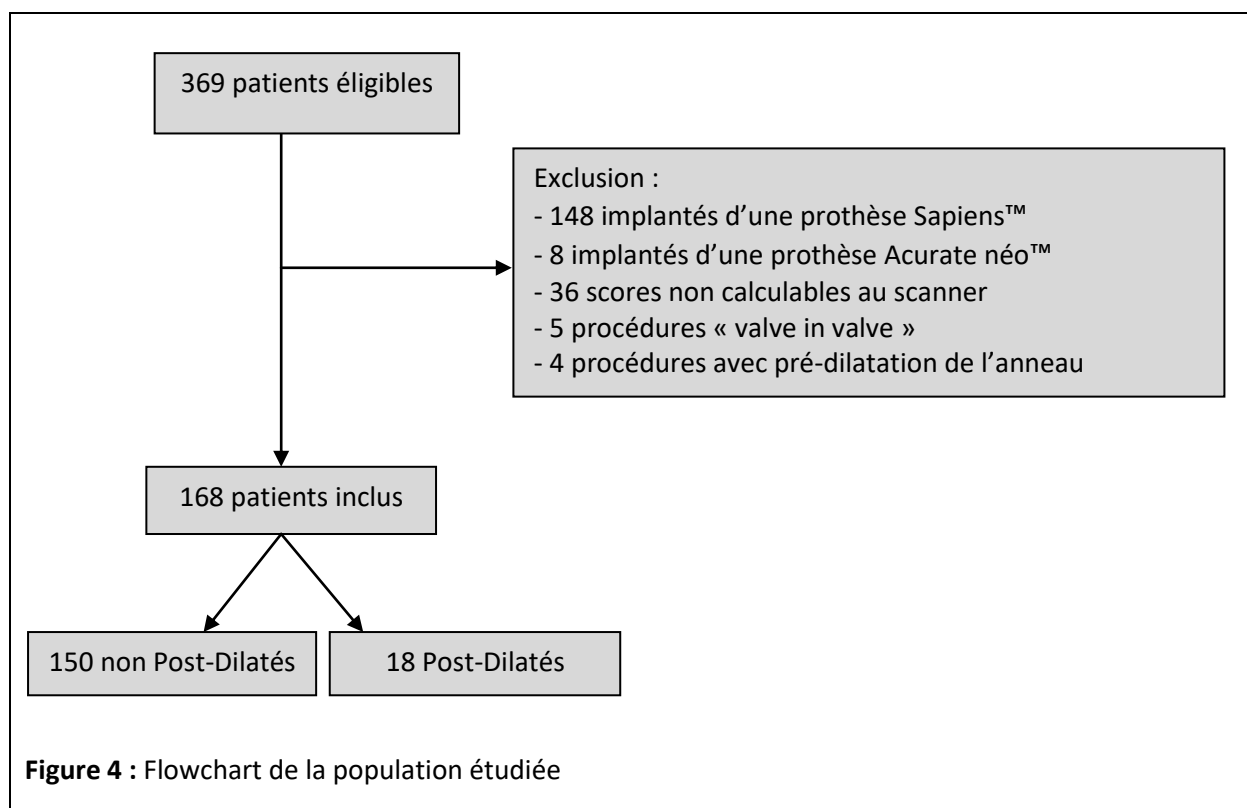 369 patients éligibles
Exclusion :
- 148 implantés d’une prothèse Sapiens™
- 8 implantés d’une prothèse Acurate néo™
- 36 scores non calculables au scanner
- 5 procédures « valve in valve »
- 4 procédures avec pré-dilatation de l’anneau
168 patients inclus
150 non Post-Dilatés
18 Post-Dilatés
Figure 4 : Flowchart de la population étudiée